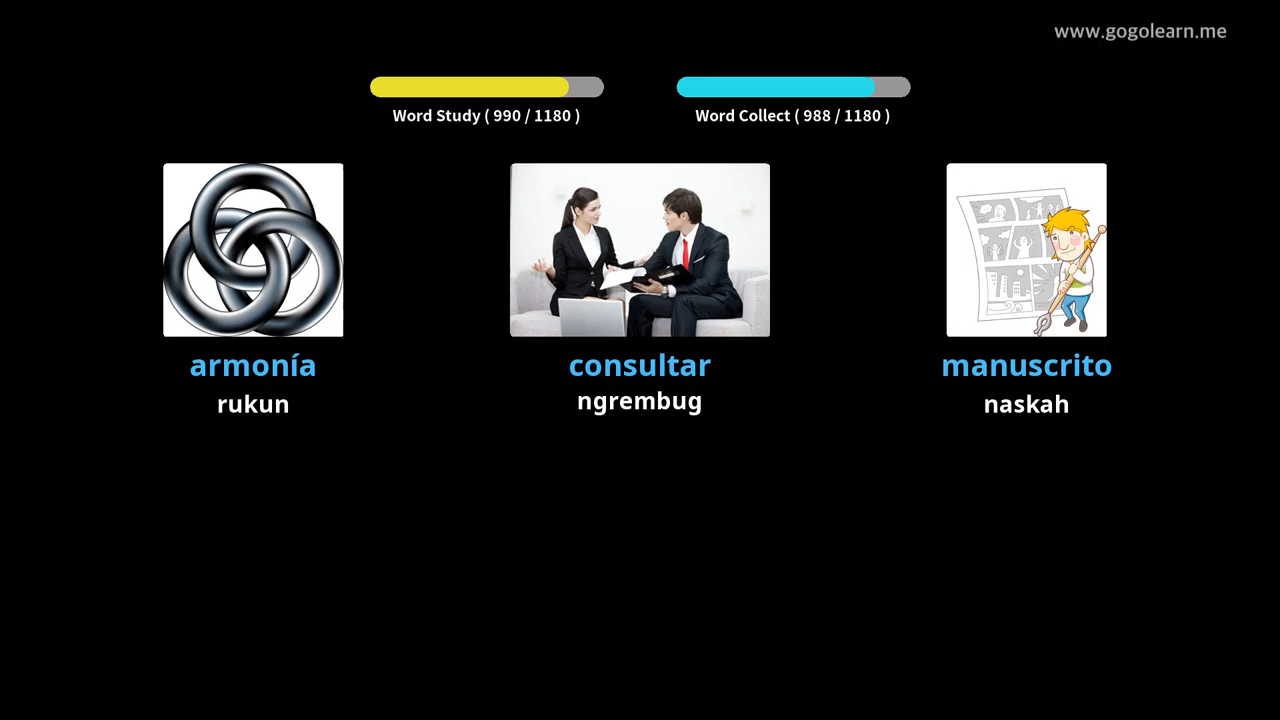 www.gogolearn.me
Word Study ( 990 / 1180 )
Word Collect ( 988 / 1180 )
armonía
consultar
manuscrito
rukun
ngrembug
naskah